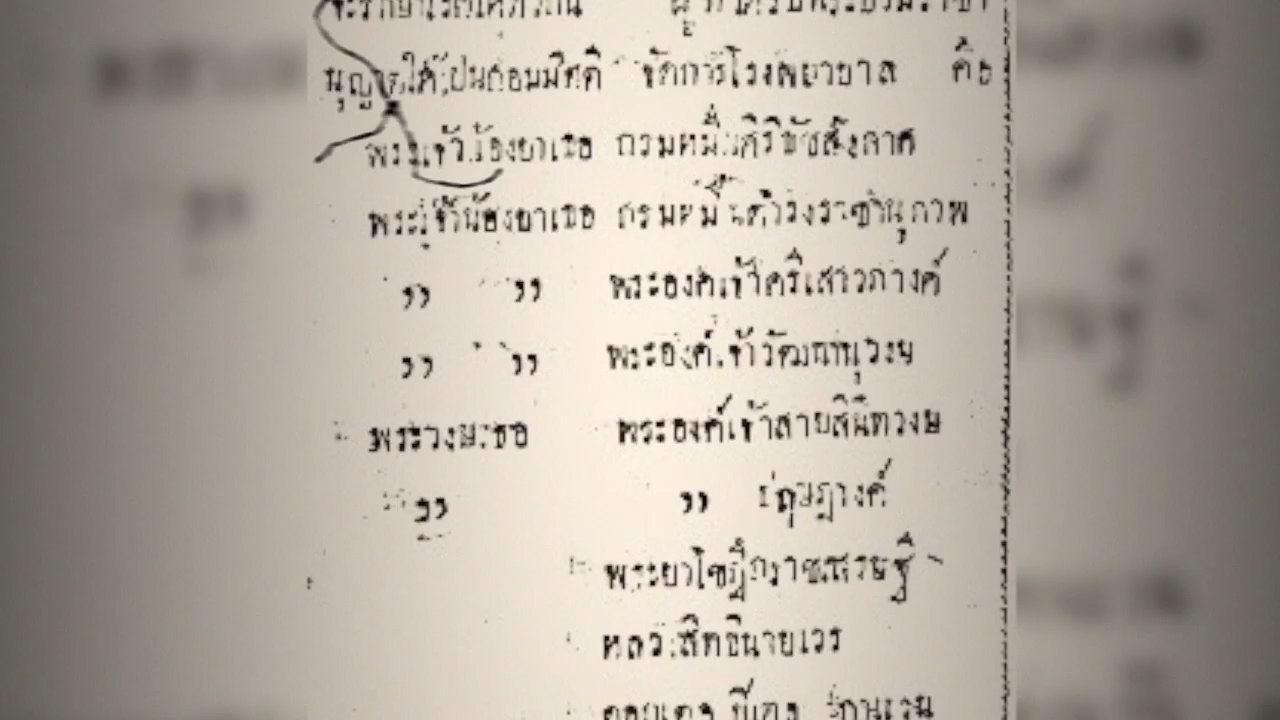 นุญาตให้เป็นคอมมิตตี จัดการโรงพยาบาล คือ
พระเจ้าน้องยาเธอ กรมหมื่นศิริธัชสังกาศ
พระเจ้าน้องยาเธอ กรมหมื่นดำรงราชานุภาพ
" " พระองค์เจ้าศรีเสาวภางค์
" " พระองค์เจ้าวัฒนานุวงษ
พระวงษเธอ พระองค์เจ้าสายสนิทวงษ
" " ปฤษฎางค์
พระยาโชฎึกราชเศรษฐี
หลวงสิทธินายเวร